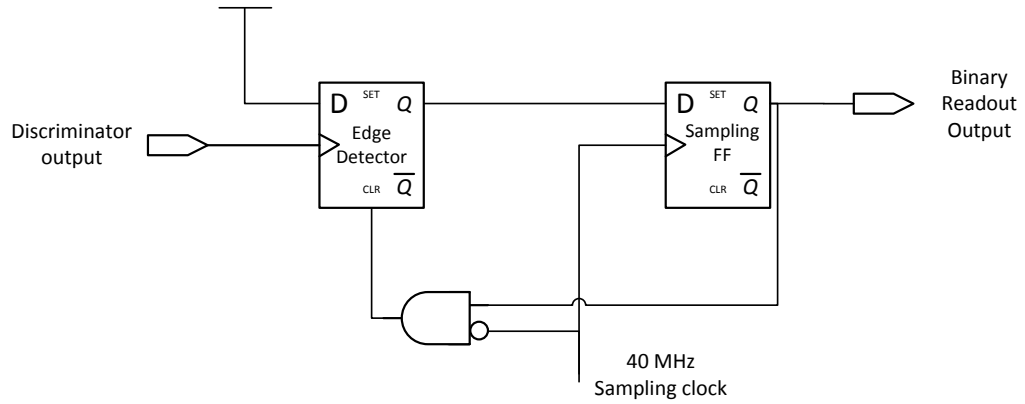 Discriminator
output
D SET Q
Edge
Detector
CLR Q
D SET Q
Sampling
FF
CLR Q
Binary
Readout
Output
40 MHz
Sampling clock